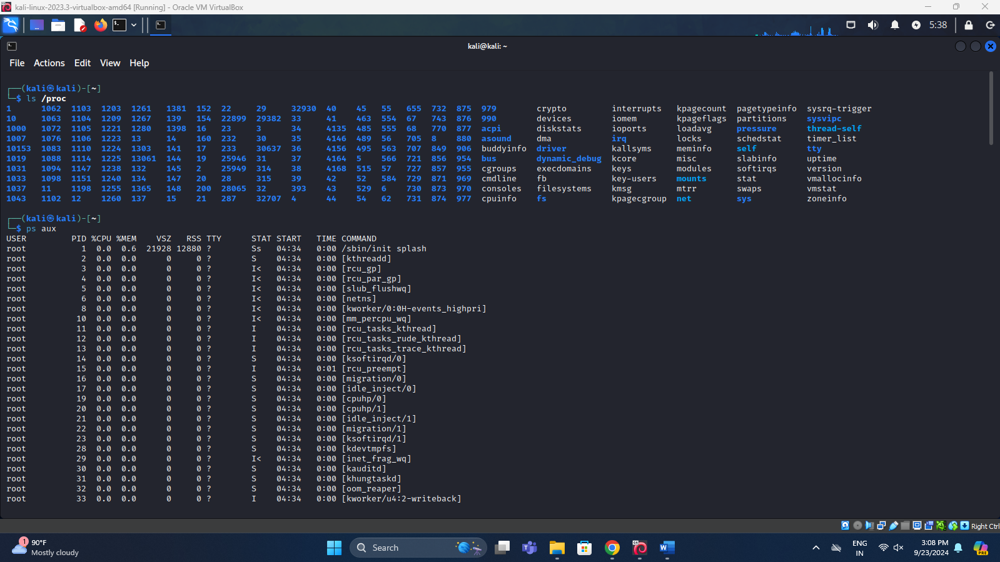 kali-linux-2023.3-virtualbox-amd64 [Running] - Oracle VM VirtualBox
5:38
kali@kali: ~
File Actions Edit View Help
(kali㉿kali)-[~]
$ ls /proc
1 1062 1103 1203 1261 1381 152 22 29 32930 40 45 55 655 732 875 979 crypto interrupts kpagecount pagetypeinfo sysrq-trigger
10 1063 1104 1209 1267 139 154 22899 29382 33 41 463 554 67 743 876 990 devices iomem kpageflags partitions sysvipc
1000 1072 1105 1221 1280 1398 16 23 3 34 4135 485 555 68 770 877 acpi diskstats ioports loadavg pressure thread-self
1007 1076 1106 1223 13 14 160 232 30 35 4146 489 56 705 8 880 asound dma irq locks schedstat timer_list
10153 1083 1110 1224 1303 141 17 233 30637 36 4156 495 563 707 849 906 buddyinfo driver kallsyms meminfo self tty
1019 1088 1114 1225 13061 144 19 25946 31 37 4164 5 566 721 856 954 bus dynamic_debug kcore misc slabinfo uptime
1031 1094 1147 1238 132 145 2 25949 314 38 4168 515 57 727 857 955 cgroups execdomains keys modules softirqs version
1033 1098 1151 1240 134 147 20 28 315 39 42 52 584 729 871 969 cmdline fb key-users mounts stat vmallocinfo
1037 11 1198 1255 1365 148 200 28065 32 393 43 529 6 730 873 970 consoles filesystems kmsg mtrr swaps vmstat
1043 1102 12 1260 137 15 21 287 32707 4 44 54 62 731 874 977 cpuinfo fs kpagecgroup net sys zoneinfo
(kali㉿kali)-[~]
$ ps aux
USER PID %CPU %MEM VSZ RSS TTY STAT START TIME COMMAND
root 1 0.0 0.6 21928 12880 ? Ss 04:34 0:00 /sbin/init splash
root 2 0.0 0.0 0 0 ? S 04:34 0:00 [kthreadd]
root 3 0.0 0.0 0 0 ? I< 04:34 0:00 [rcu_gp]
root 4 0.0 0.0 0 0 ? I< 04:34 0:00 [rcu_par_gp]
root 5 0.0 0.0 0 0 ? I< 04:34 0:00 [slub_flushwq]
root 6 0.0 0.0 0 0 ? I< 04:34 0:00 [netns]
root 8 0.0 0.0 0 0 ? I< 04:34 0:00 [kworker/0:0H-events_highpri]
root 10 0.0 0.0 0 0 ? I< 04:34 0:00 [mm_percpu_wq]
root 11 0.0 0.0 0 0 ? I 04:34 0:00 [rcu_tasks_kthread]
root 12 0.0 0.0 0 0 ? I 04:34 0:00 [rcu_tasks_rude_kthread]
root 13 0.0 0.0 0 0 ? I 04:34 0:00 [rcu_tasks_trace_kthread]
root 14 0.0 0.0 0 0 ? S 04:34 0:00 [ksoftirqd/0]
root 15 0.0 0.0 0 0 ? I 04:34 0:01 [rcu_preempt]
root 16 0.0 0.0 0 0 ? S 04:34 0:00 [migration/0]
root 17 0.0 0.0 0 0 ? S 04:34 0:00 [idle_inject/0]
root 19 0.0 0.0 0 0 ? S 04:34 0:00 [cpuhp/0]
root 20 0.0 0.0 0 0 ? S 04:34 0:00 [cpuhp/1]
root 21 0.0 0.0 0 0 ? S 04:34 0:00 [idle_inject/1]
root 22 0.0 0.0 0 0 ? S 04:34 0:00 [migration/1]
root 23 0.0 0.0 0 0 ? S 04:34 0:00 [ksoftirqd/1]
root 28 0.0 0.0 0 0 ? S 04:34 0:00 [kdevtmpfs]
root 29 0.0 0.0 0 0 ? I< 04:34 0:00 [inet_frag_wq]
root 30 0.0 0.0 0 0 ? S 04:34 0:00 [kauditd]
root 31 0.0 0.0 0 0 ? S 04:34 0:00 [khungtaskd]
root 32 0.0 0.0 0 0 ? S 04:34 0:00 [oom_reaper]
root 33 0.0 0.0 0 0 ? I 04:34 0:00 [kworker/u4:2-writeback]
Right Ctrl
1
90°F
Mostly cloudy
Search
ENG
IN
3:08 PM
9/23/2024
PRE